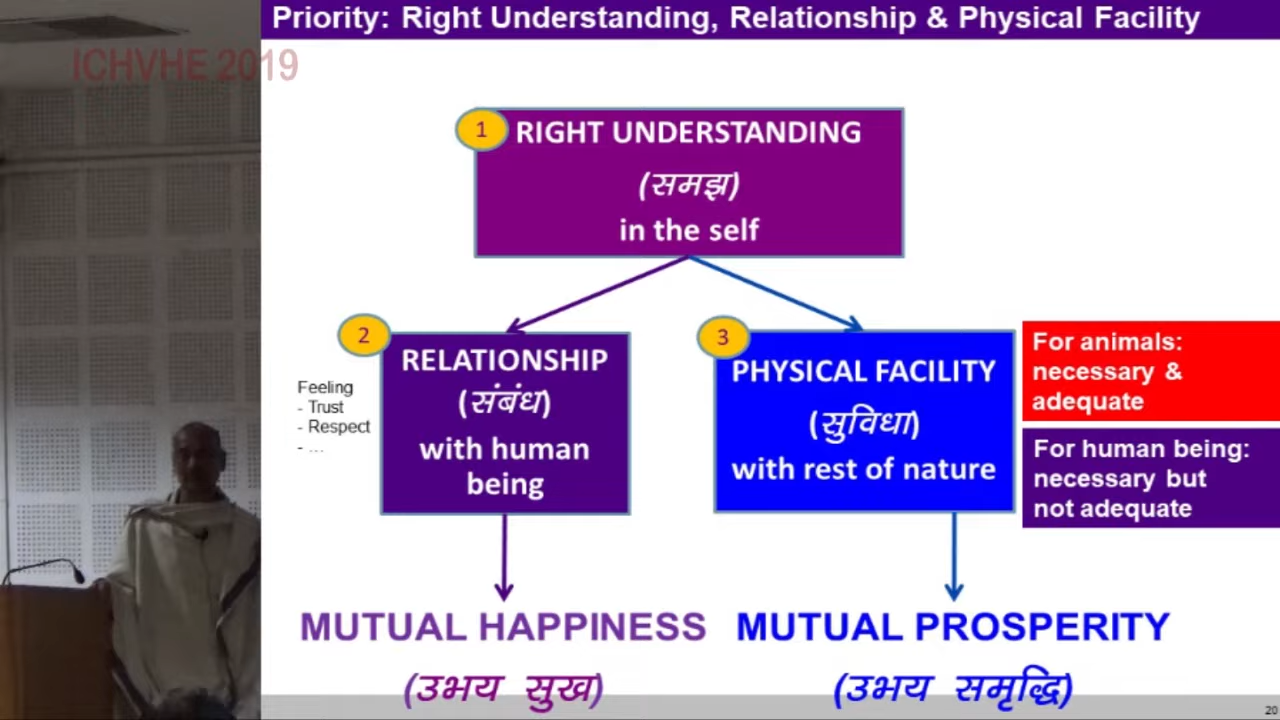 Priority: Right Understanding, Relationship & Physical Facility
ICHVHE 2019
1
RIGHT UNDERSTANDING
(समझ)
in the self
2
RELATIONSHIP
(संबंध)
with human
being
Feeling
- Trust
- Respect
- ...
3
PHYSICAL FACILITY
(सुविधा)
with rest of nature
For animals:
necessary &
adequate
For human being:
necessary but
not adequate
MUTUAL HAPPINESS
(उभय सुख)
MUTUAL PROSPERITY
(उभय समृद्धि)
20